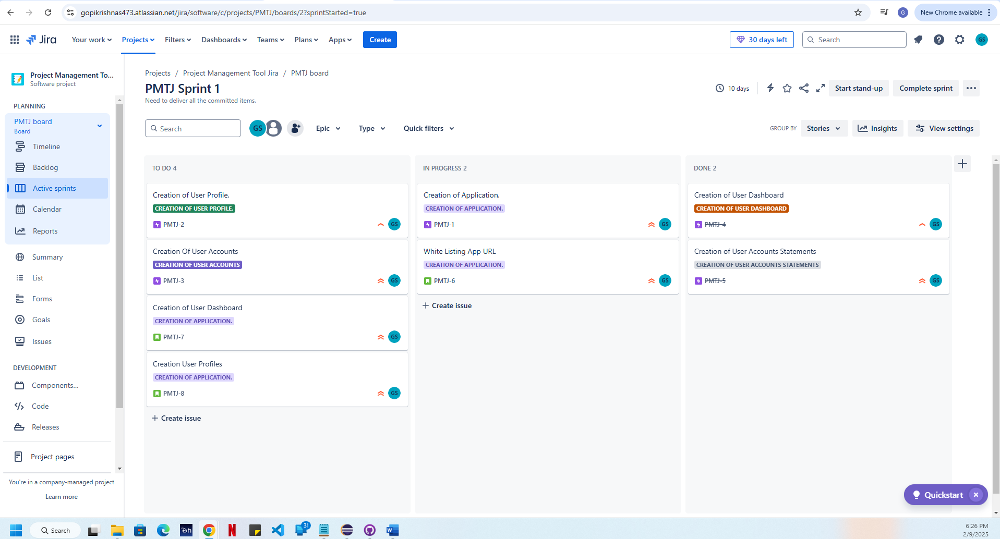 gopikrishnas473.atlassian.net/jira/software/c/projects/PMTJ/boards/2?sprintStarted=true
G
New Chrome available
Jira
Your work
Projects
Filters
Dashboards
Teams
Plans
Apps
Create
30 days left
Search
GS
Project Management To...
Software project
PLANNING
PMTJ board
Board
Timeline
Backlog
Active sprints
Calendar
Reports
Summary
List
Forms
Goals
Issues
DEVELOPMENT
Components...
Code
Releases
Project pages
You're in a company-managed project
Learn more
Projects / Project Management Tool Jira / PMTJ board
PMTJ Sprint 1
Need to deliver all the committed items.
10 days
Start stand-up
Complete sprint
Search
GS
Epic
Type
Quick filters
GROUP BY
Stories
Insights
View settings
TO DO 4
Creation of User Profile.
CREATION OF USER PROFILE.
PMTJ-2
GS
Creation Of User Accounts
CREATION OF USER ACCOUNTS
PMTJ-3
GS
Creation of User Dashboard
CREATION OF APPLICATION.
PMTJ-7
GS
Creation User Profiles
CREATION OF APPLICATION.
PMTJ-8
GS
Create issue
IN PROGRESS 2
Creation of Application.
CREATION OF APPLICATION.
PMTJ-1
GS
White Listing App URL
CREATION OF APPLICATION.
PMTJ-6
GS
Create issue
DONE 2
Creation of User Dashboard
CREATION OF USER DASHBOARD
PMTJ-4
GS
Creation of User Accounts Statements
CREATION OF USER ACCOUNTS STATEMENTS
PMTJ-5
GS
Quickstart
Search
Dh
N
31
W
6:26 PM
2/9/2025